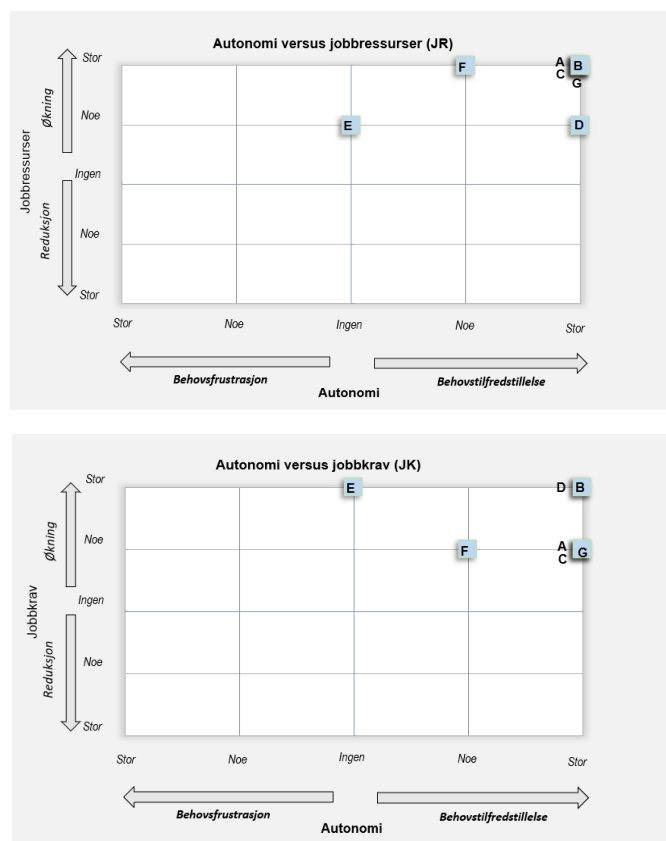 Autonomi versus jobbressurser (JR)
Stor
F
A
B
C
G
Noe
E
D
Ingen
Noe
Stor
Jobbressurser
Økning
Reduksjon
Stor
Noe
Ingen
Noe
Stor
Behovsfrustrasjon
Behovstilfredstillelse
Autonomi
Autonomi versus jobbkrav (JK)
Stor
E
D
B
Noe
F
A
G
C
Ingen
Noe
Stor
Jobbkrav
Økning
Reduksjon
Stor
Noe
Ingen
Noe
Stor
Behovsfrustrasjon
Behovstilfredstillelse
Autonomi